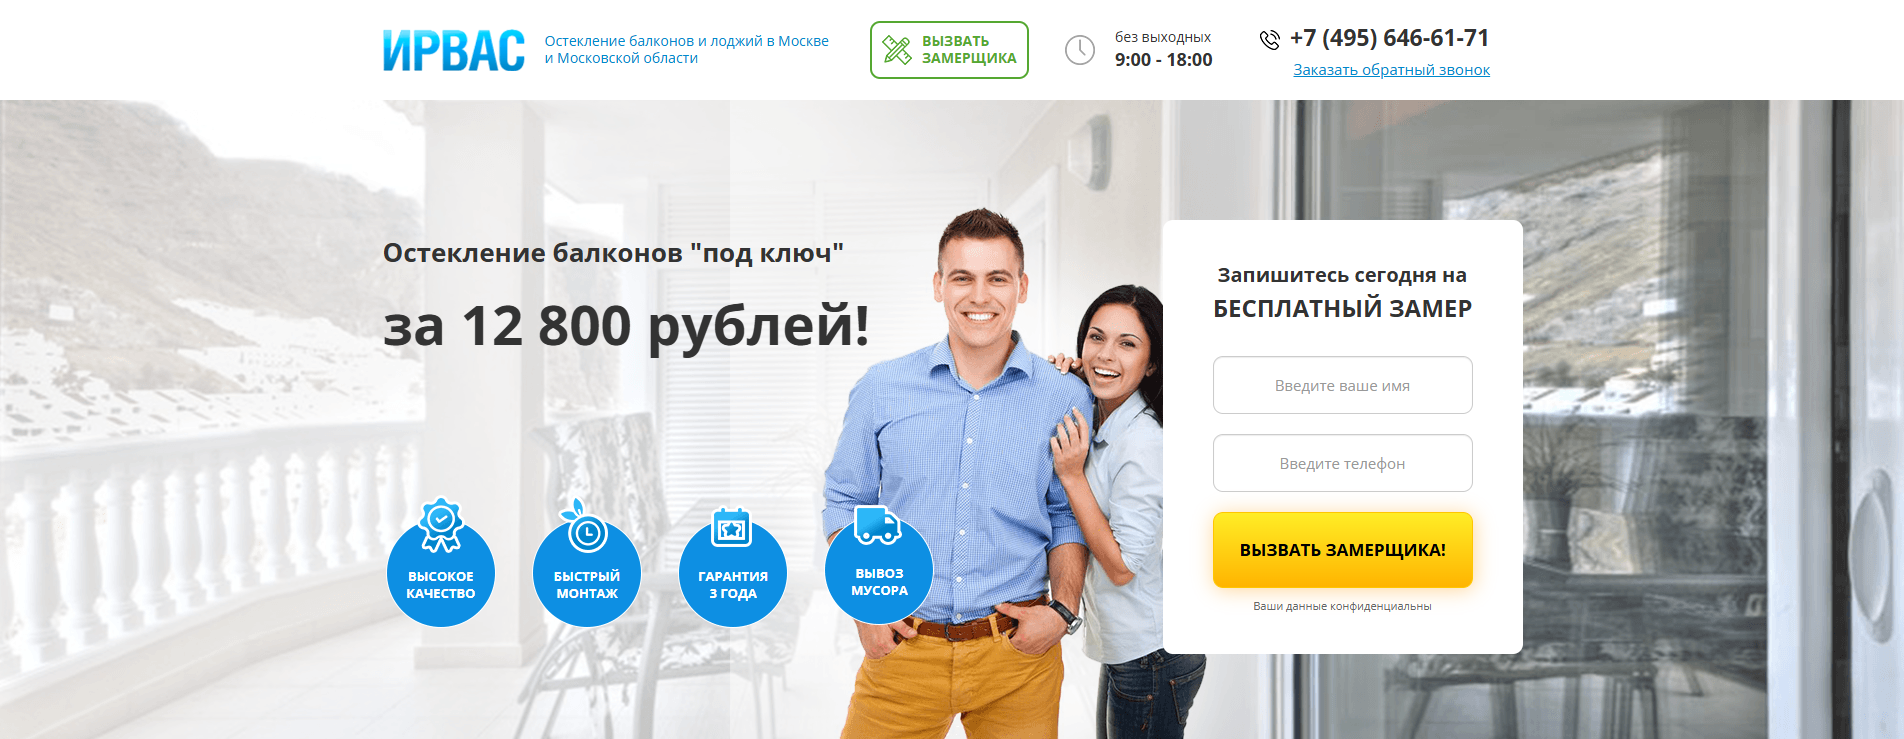 ИРВАС
Остекление балконов и лоджий в Москве
и Московской области
ВЫЗВАТЬ
ЗАМЕРЩИКА
без выходных
9:00 - 18:00
+7 (495) 646-61-71
Заказать обратный звонок
Остекление балконов "под ключ"
за 12 800 рублей!
ВЫСОКОЕ
КАЧЕСТВО
БЫСТРЫЙ
МОНТАЖ
ГАРАНТИЯ
3 ГОДА
ВЫВОЗ
МУСОРА
Запишитесь сегодня на
БЕСПЛАТНЫЙ ЗАМЕР
Введите ваше имя
Введите телефон
ВЫЗВАТЬ ЗАМЕРЩИКА!
Ваши данные конфиденциальны